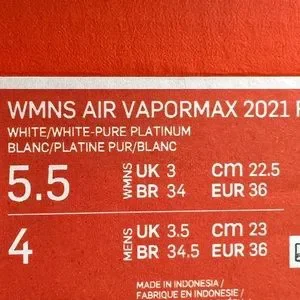 WMNS AIR VAPORMAX 2021 F
WHITE/WHITE-PURE PLATINUM
BLANC/PLATINE PUR/BLANC
5.5 WMNS UK 3 cm 22.5
BR 34 EUR 36
4 MENS UK 3.5 cm 23
BR 34.5 EUR 36
MADE IN INDONESIA /
FABRIQUÉ EN INDONÉSIE /